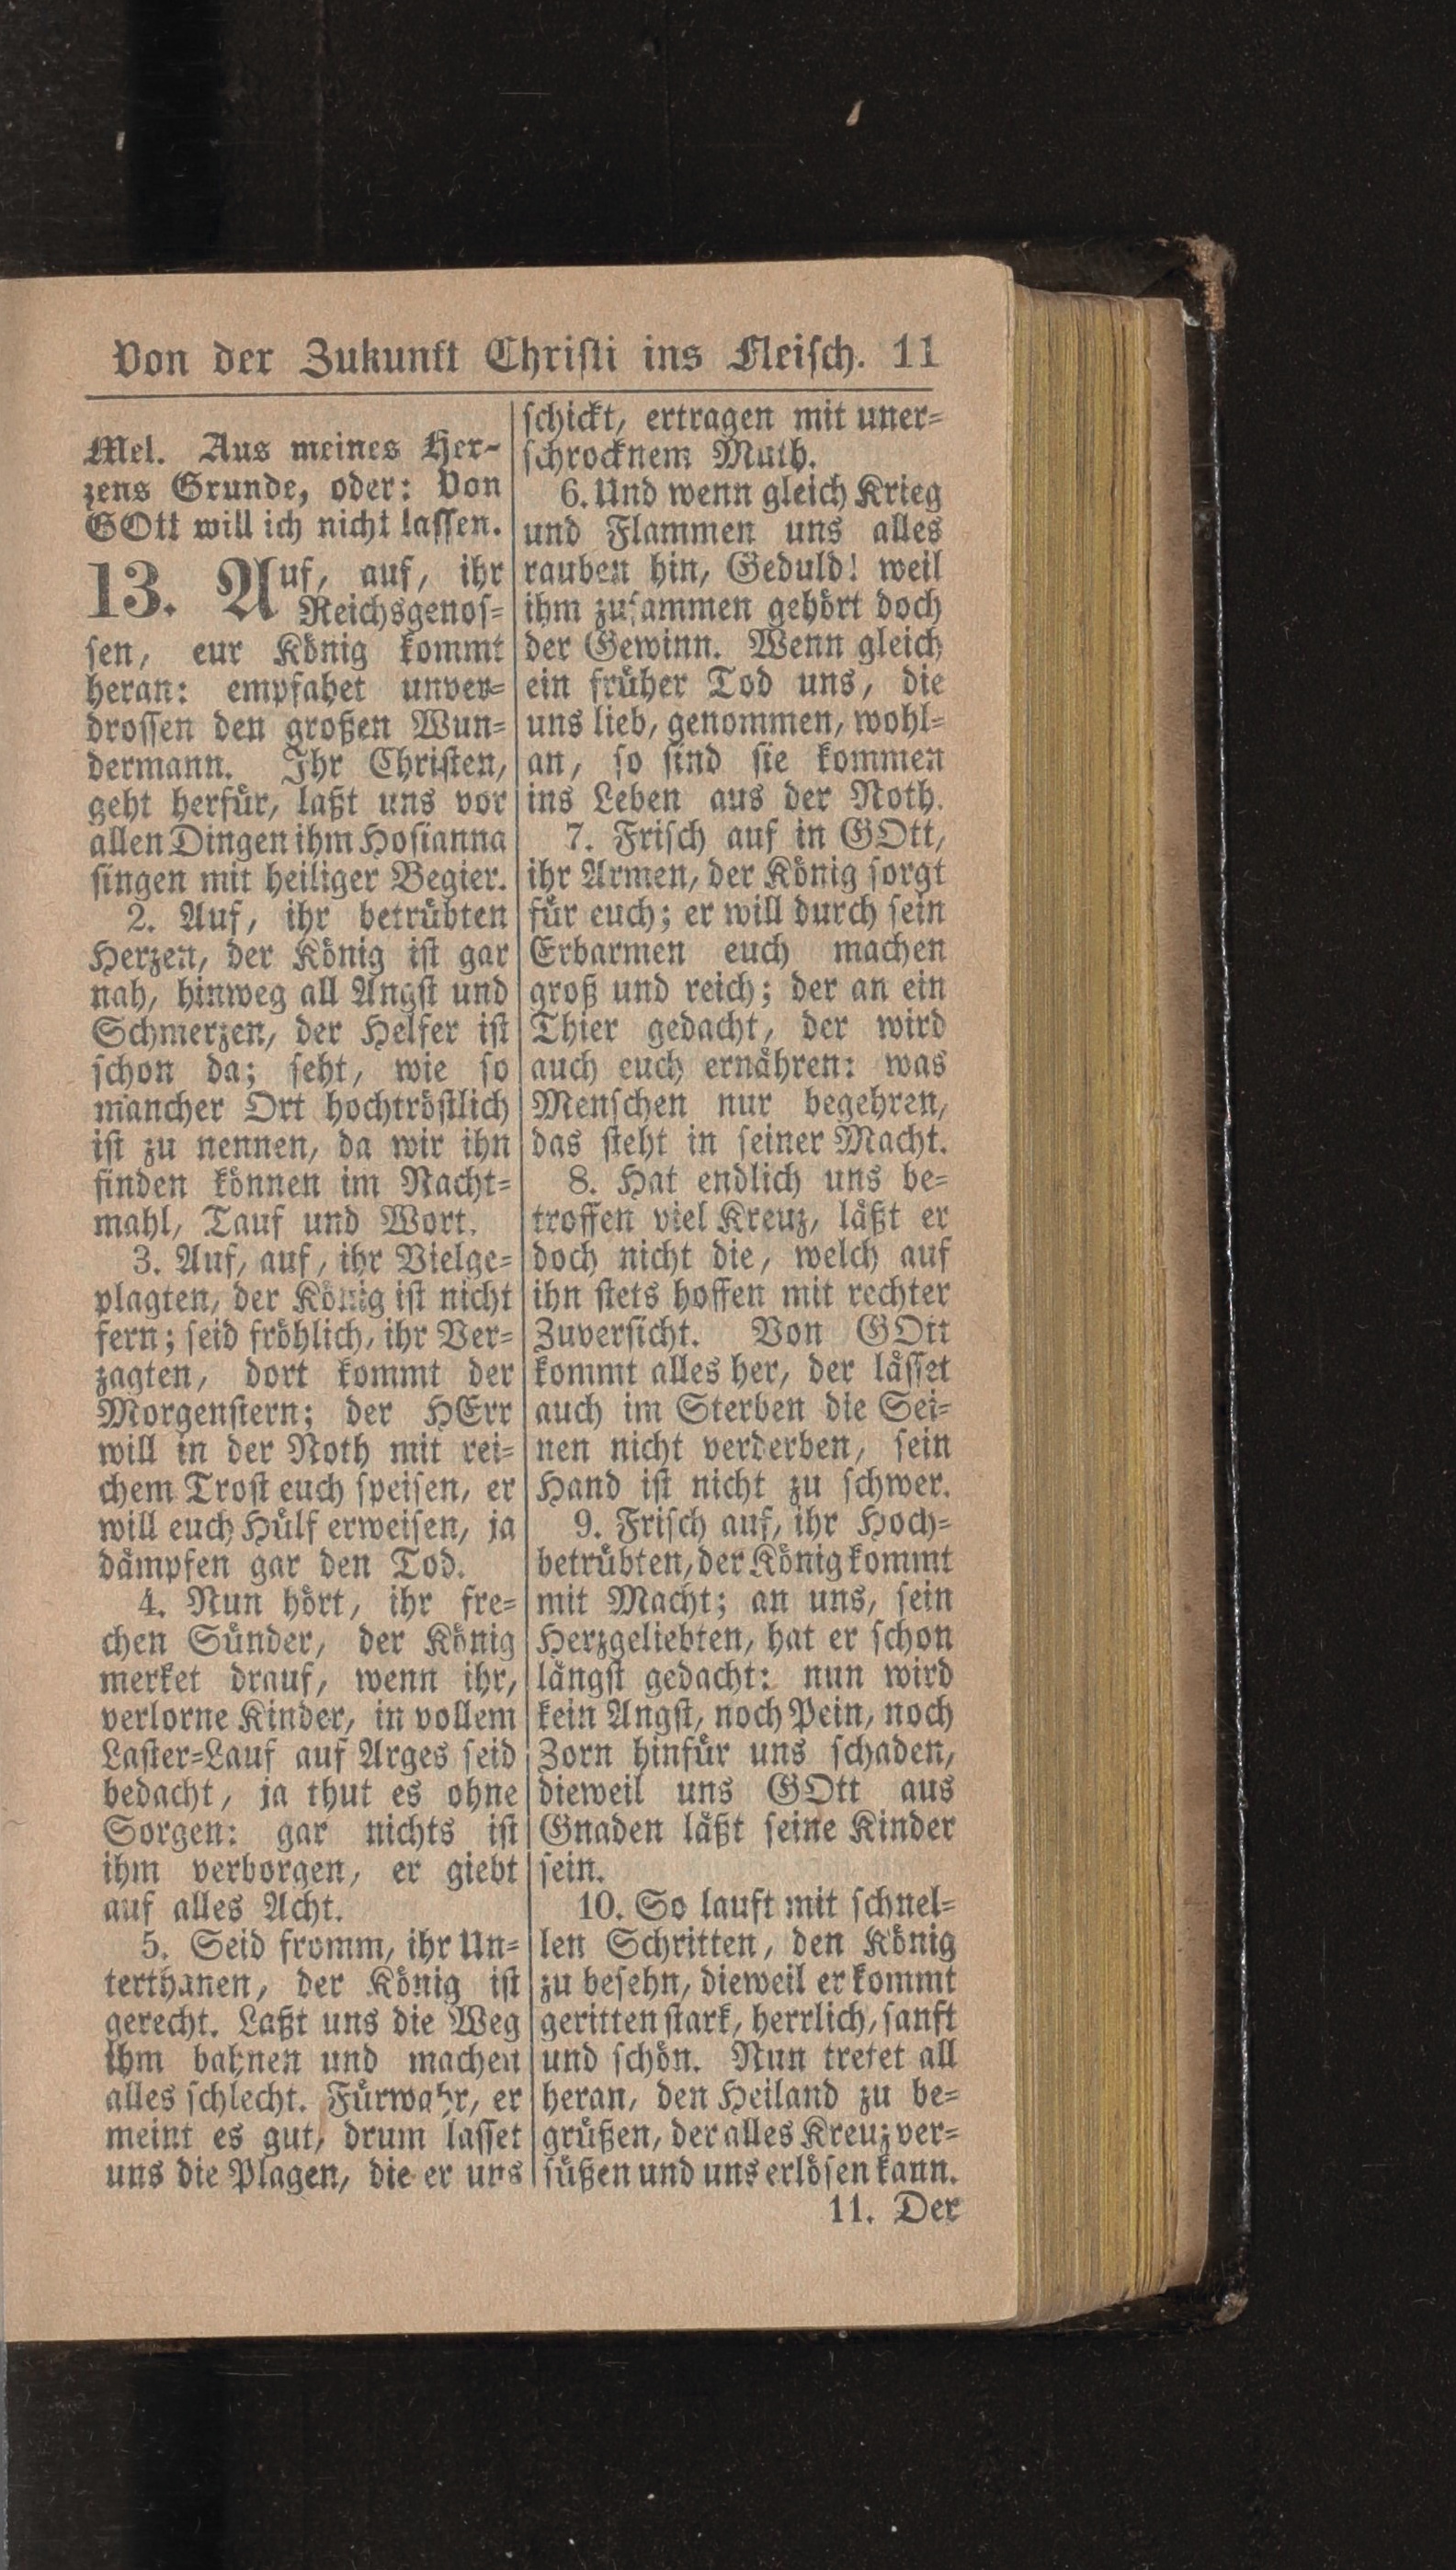 Von der Zukunft Christi ins Fleisch. 11
Mel. Aus meines Her-
zens Grunde, oder: Von
GOtt will ich nicht lassen.
13. Auf, auf, ihr
Reichsgenos-
sen, eur König kommt
heran: empfahet unver-
drossen den großen Wun-
dermann. Ihr Christen,
geht herfür, laßt uns vor
allen Dingen ihm Hosianna
singen mit heiliger Begier.
2. Auf, ihr betrübten
Herzen, der König ist gar
nah, hinweg all Angst und
Schmerzen, der Helfer ist
schon da; seht, wie so
mancher Ort hochtröstlich
ist zu nennen, da wir ihn
finden können im Nacht-
mahl, Tauf und Wort.
3. Auf, auf, ihr Vielge-
plagten, der König ist nicht
fern; seid fröhlich, ihr Ver-
zagten, dort kommt der
Morgenstern; der HErr
will in der Noth mit rei-
chem Trost euch speisen, er
will euch Hülf erweisen, ja
dämpfen gar den Tod.
4. Nun hört, ihr fre-
chen Sünder, der König
merket drauf, wenn ihr,
verlorne Kinder, in vollem
Laster-Lauf auf Arges seid
bedacht, ja thut es ohne
Sorgen: gar nichts ist
ihm verborgen, er giebt
auf alles Acht.
5. Seid fromm, ihr Un-
terthanen, der König ist
gerecht. Laßt uns die Weg
ihm bahnen und machen
alles schlecht. Fürwahr, er
meint es gut, drum lasset
uns die Plagen, die er uns
schickt, ertragen mit uner-
schrocknem Muth.
6. Und wenn gleich Krieg
und Flammen uns alles
rauben hin, Geduld! weil
ihm zusammen gehört doch
der Gewinn. Wenn gleich
ein früher Tod uns, die
uns lieb, genommen, wohl-
an, so sind sie kommen
ins Leben aus der Noth.
7. Frisch auf in GOtt,
ihr Armen, der König sorgt
für euch; er will durch sein
Erbarmen euch machen
groß und reich; der an ein
Thier gedacht, der wird
auch euch ernähren: was
Menschen nur begehren,
das steht in seiner Macht.
8. Hat endlich uns be-
troffen viel Kreuz, läßt er
doch nicht die, welch auf
ihn stets hoffen mit rechter
Zuversicht. Von GOtt
kommt alles her, der lässet
auch im Sterben die Sei-
nen nicht verderben, sein
Hand ist nicht zu schwer.
9. Frisch auf, ihr Hoch-
betrübten, der König kommt
mit Macht; an uns, sein
Herzgeliebten, hat er schon
längst gedacht: nun wird
kein Angst, noch Pein, noch
Zorn hinfür uns schaden,
dieweil uns GOtt aus
Gnaden läßt seine Kinder
sein.
10. So lauft mit schnel-
len Schritten, den König
zu besehn, dieweil er kommt
geritten stark, herrlich, sanft
und schön. Nun tretet all
heran, den Heiland zu be-
grüßen, der alles Kreuz ver-
süßen und uns erlösen kann.
11. Der